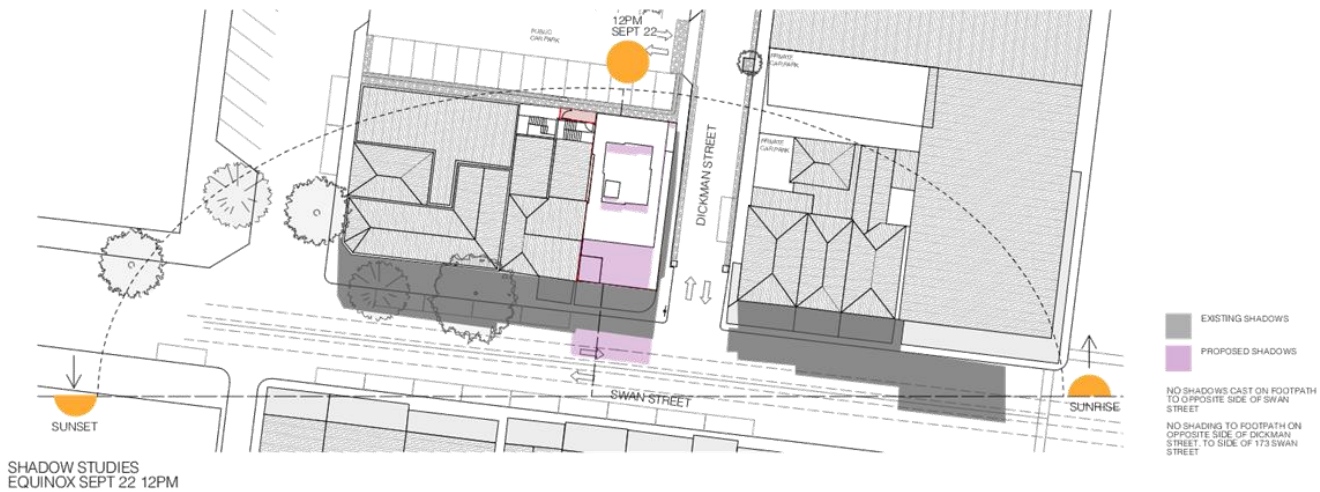 12PM
SEPT 22
PUBLIC
CAR PARK
PRIVATE
CAR PARK
PRIVATE
CAR PARK
DICKMAN STREET
SWAN STREET
SUNSET
SUNRISE
EXISTING SHADOWS
PROPOSED SHADOWS
NO SHADOWS CAST ON FOOTPATH
TO OPPOSITE SIDE OF SWAN
STREET
NO SHADING TO FOOTPATH ON
OPPOSITE SIDE OF DICKMAN
STREET. TO SIDE OF 173 SWAN
STREET
SHADOW STUDIES
EQUINOX SEPT 22 12PM